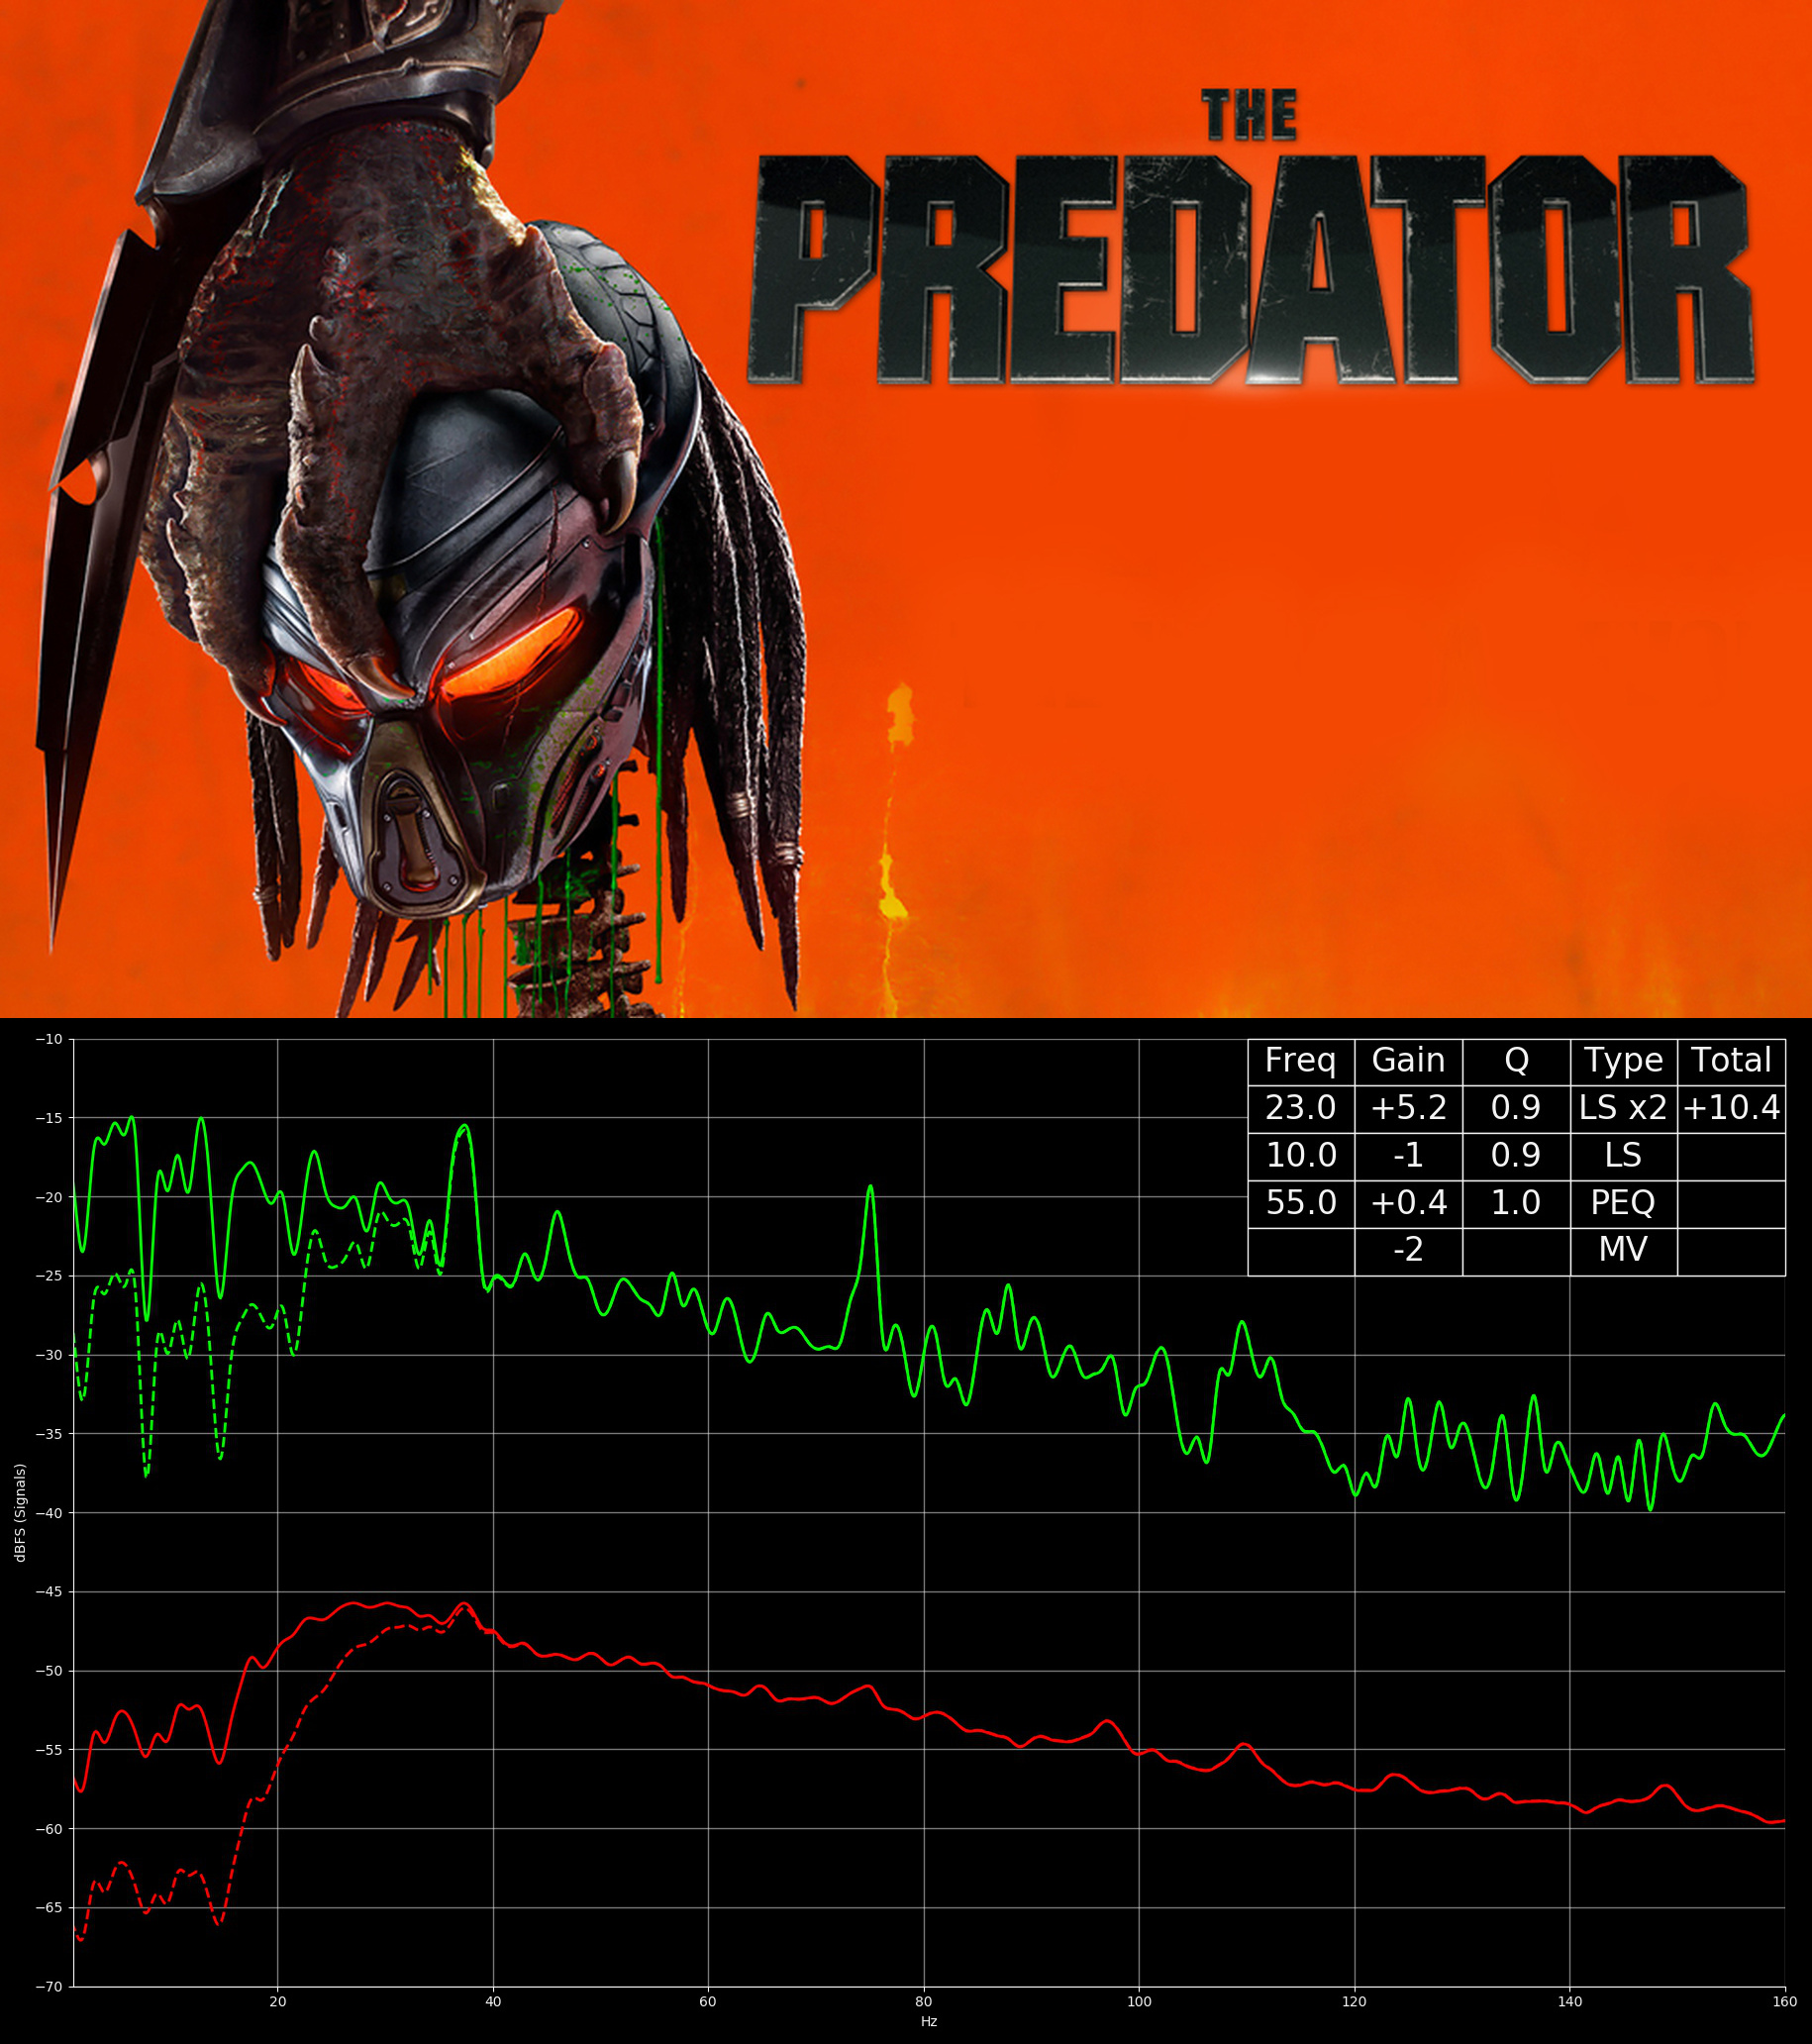 THE
PREDATOR
Freq Gain Q Type Total
23.0 +5.2 0.9 LS x2 +10.4
10.0 -1 0.9 LS
55.0 +0.4 1.0 PEQ
-2 MV
−10
−15
−20
−25
−30
−35
−40
−45
−50
−55
−60
−65
−70
dBFS (Signals)
20 40 60 80 100 120 140 160
Hz